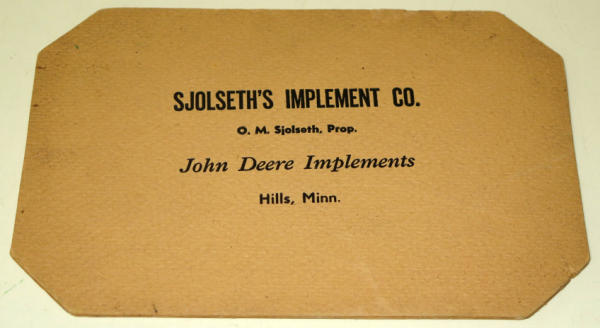 SJOLSETH'S IMPLEMENT CO.
O. M. Sjolseth, Prop.
John Deere Implements
Hills, Minn.